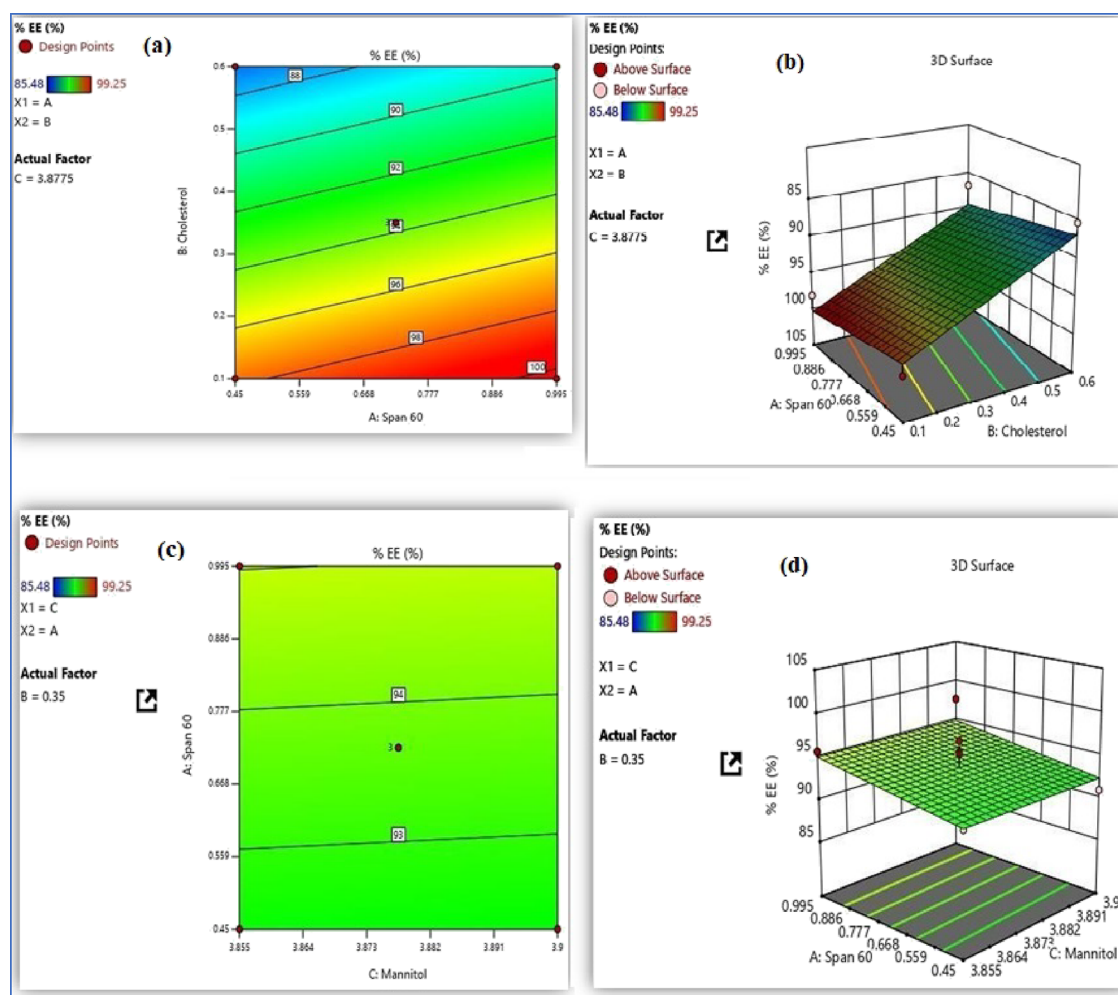 % EE (%)
Design Points
(a)
% EE (%)
85.48 99.25
X1 = A
X2 = B
Actual Factor
C = 3.8775
B: Cholesterol
0.6
0.5
0.4
0.3
0.2
0.1
88
90
92
3
96
98
100
0.45 0.559 0.668 0.777 0.886 0.995
A: Span 60
% EE (%)
Design Points:
Above Surface
Below Surface
85.48 99.25
X1 = A
X2 = B
Actual Factor
C = 3.8775
(b)
3D Surface
% EE (%)
85
90
95
100
105
0.995
0.886
0.777
0.668
0.559
0.45
A: Span 60
0.1
0.2
0.3
0.4
0.5
0.6
B: Cholesterol
% EE (%)
Design Points
(c)
% EE (%)
85.48 99.25
X1 = C
X2 = A
Actual Factor
B = 0.35
A: Span 60
0.995
0.886
0.777
0.668
0.559
0.45
94
3
93
3.855 3.864 3.873 3.882 3.891 3.9
C: Mannitol
% EE (%)
Design Points:
Above Surface
Below Surface
85.48 99.25
X1 = C
X2 = A
Actual Factor
B = 0.35
(d)
3D Surface
% EE (%)
105
100
95
90
85
0.995
0.886
0.777
0.668
0.559
0.45
A: Span 60
3.855
3.864
3.873
3.882
3.891
3.9
C: Mannitol